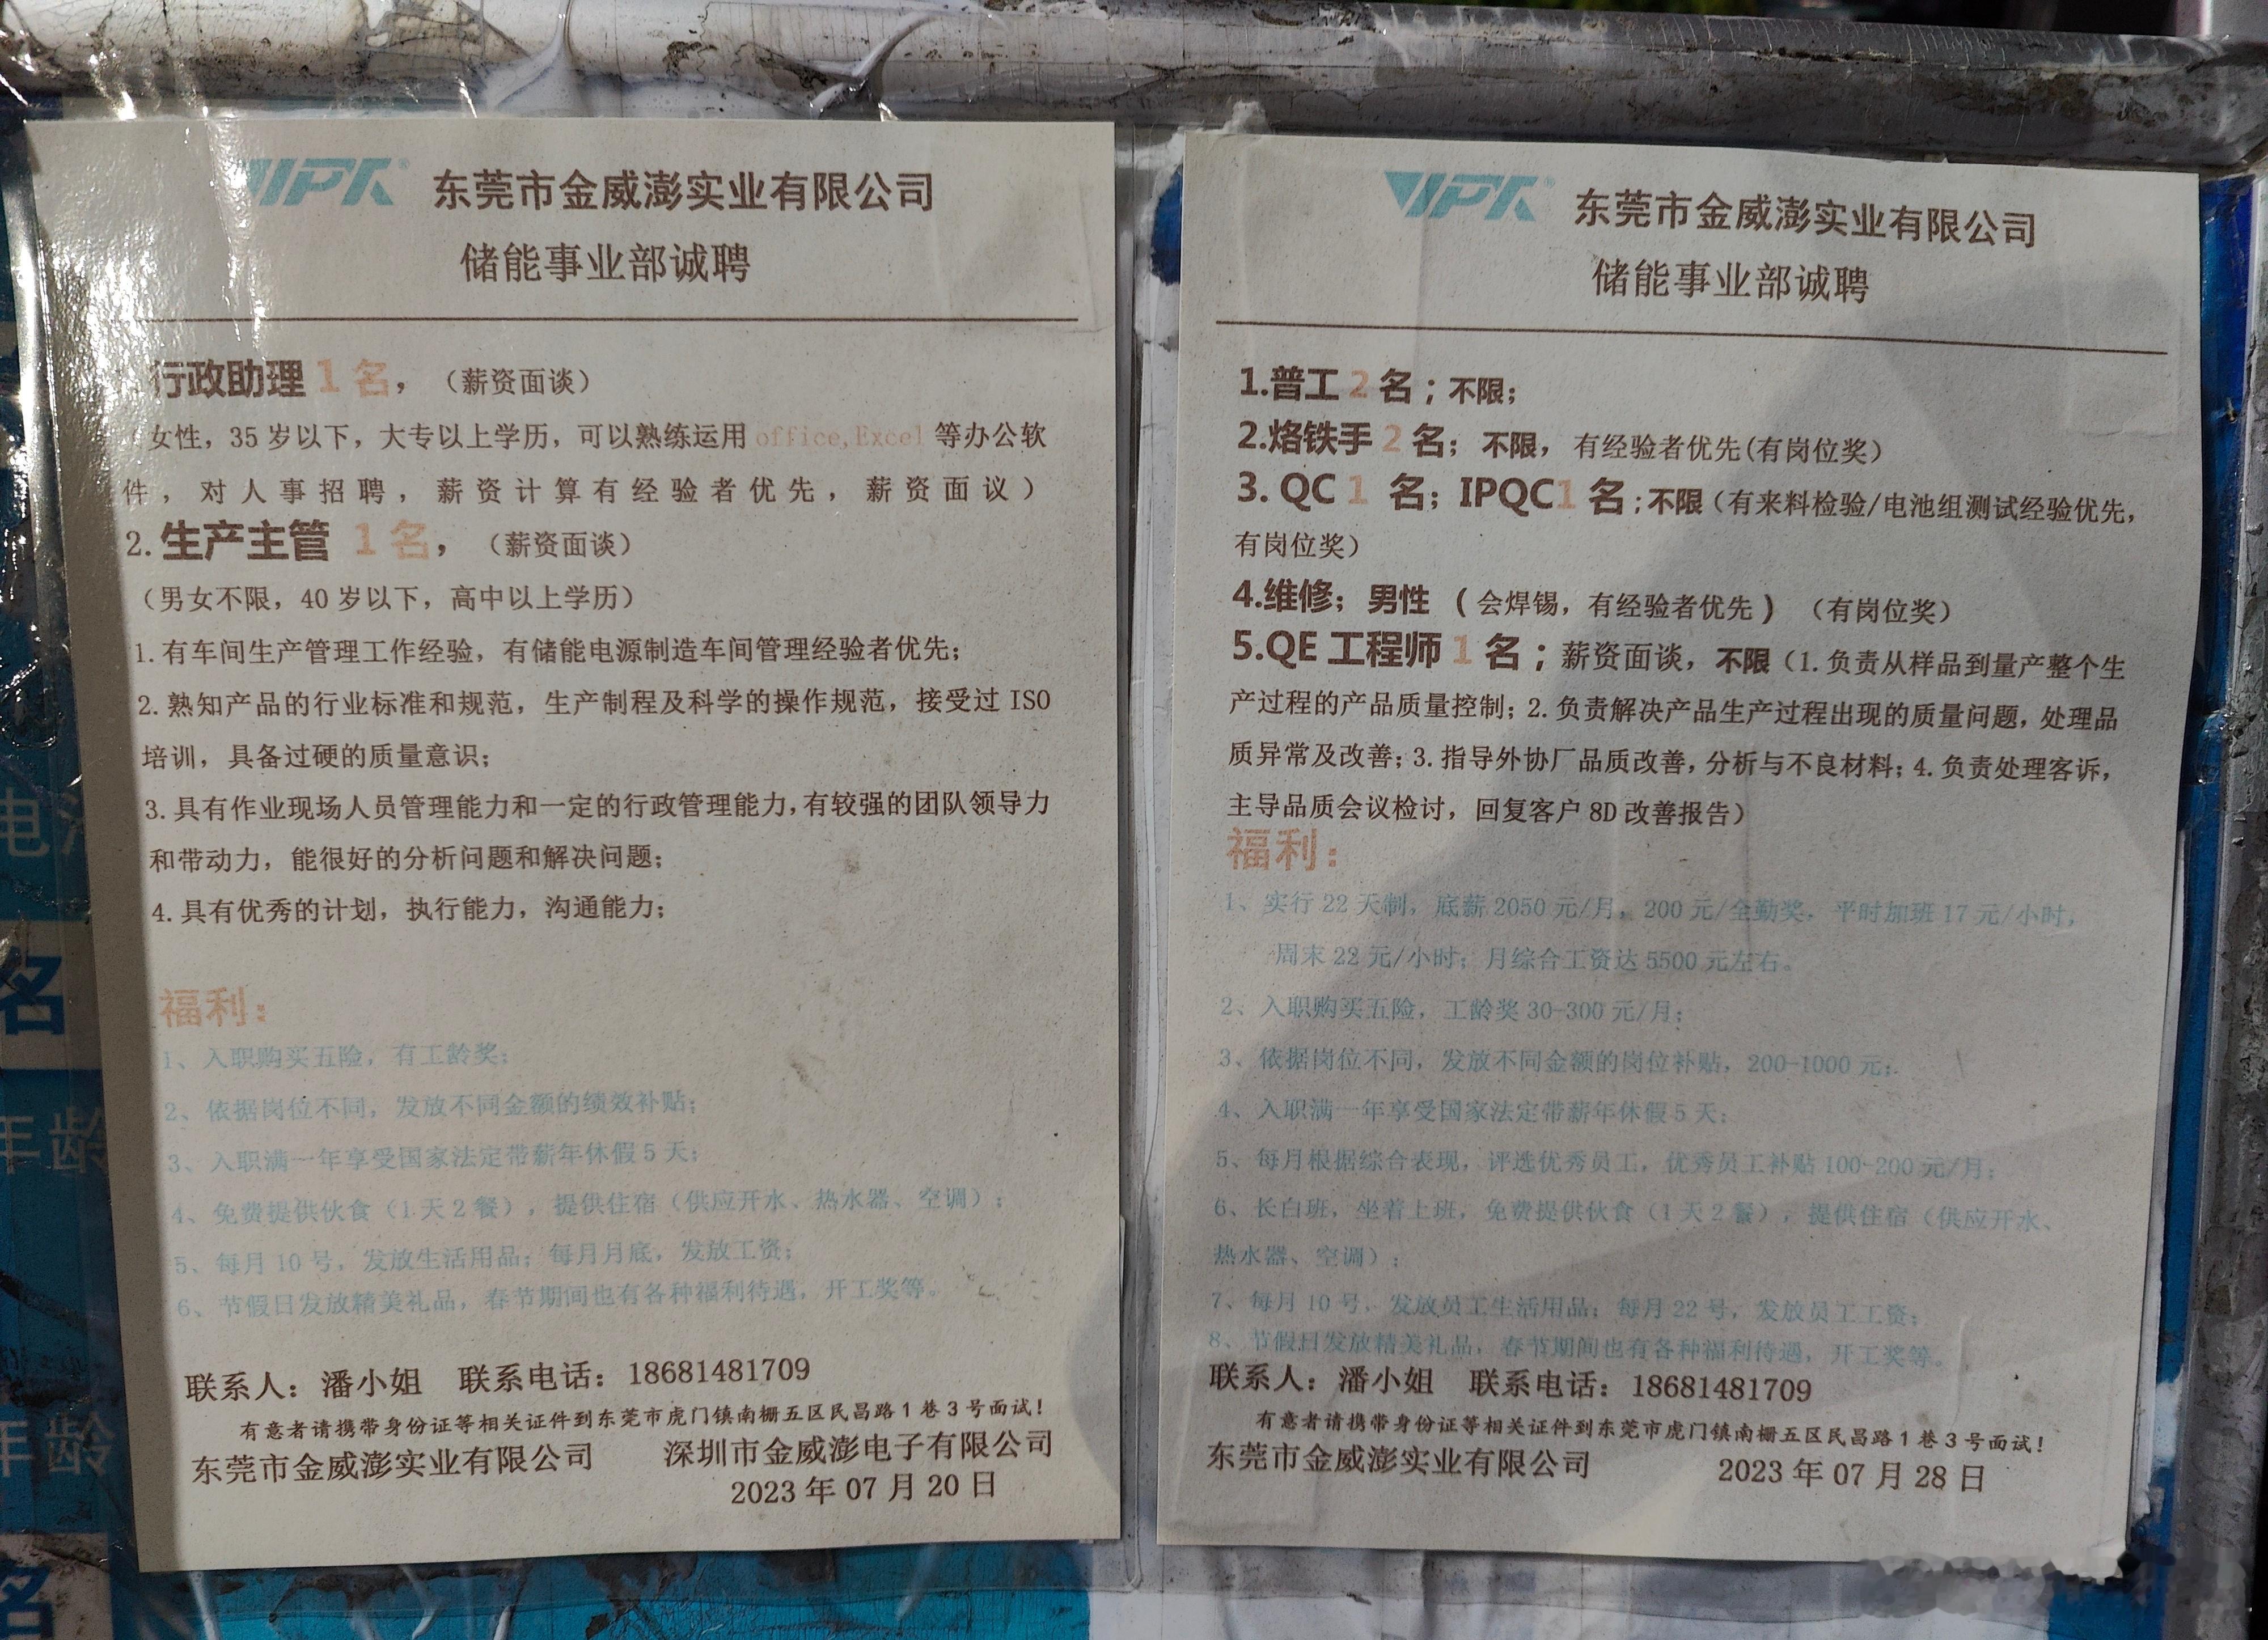 VPK® 东莞市金威澎实业有限公司
储能事业部诚聘
行政助理 1 名，（薪资面谈）
女性，35 岁以下，大专以上学历，可以熟练运用 office,Excel 等办公软
件，对人事招聘，薪资计算有经验者优先，薪资面议）
2.生产主管 1 名，（薪资面谈）
（男女不限，40 岁以下，高中以上学历）
1.有车间生产管理工作经验，有储能电源制造车间管理经验者优先；
2.熟知产品的行业标准和规范，生产制程及科学的操作规范，接受过 ISO
培训，具备过硬的质量意识；
3.具有作业现场人员管理能力和一定的行政管理能力，有较强的团队领导力
和带动力，能很好的分析问题和解决问题；
4.具有优秀的计划，执行能力，沟通能力；
福利：
1、入职购买五险，有工龄奖；
2、依据岗位不同，发放不同金额的绩效补贴；
3、入职满一年享受国家法定带薪年休假 5 天；
4、免费提供伙食（1 天 2 餐），提供住宿（供应开水、热水器、空调）；
5、每月 10 号，发放生活用品；每月月底，发放工资；
6、节假日发放精美礼品，春节期间也有各种福利待遇，开工奖等。
联系人：潘小姐 联系电话：18681481709
有意者请携带身份证等相关证件到东莞市虎门镇南栅五区民昌路 1 巷 3 号面试！
东莞市金威澎实业有限公司 深圳市金威澎电子有限公司
2023 年 07 月 20 日
VPK 东莞市金威澎实业有限公司
储能事业部诚聘
1.普工 2 名；不限；
2.烙铁手 2 名；不限，有经验者优先(有岗位奖）
3. QC 1 名；IPQC1 名；不限（有来料检验/电池组测试经验优先，
有岗位奖）
4.维修；男性（会焊锡，有经验者优先）（有岗位奖）
5.QE 工程师 1 名；薪资面谈，不限（1.负责从样品到量产整个生
产过程的产品质量控制；2.负责解决产品生产过程出现的质量问题，处理品
质异常及改善；3.指导外协厂品质改善，分析与不良材料；4.负责处理客诉，
主导品质会议检讨，回复客户 8D 改善报告）
福利：
1、实行 22 天制，底薪 2050 元/月，200 元/全勤奖，平时加班 17 元/小时，
周末 22 元/小时；月综合工资达 5500 元左右。
2、入职购买五险，工龄奖 30-300 元/月；
3、依据岗位不同，发放不同金额的岗位补贴，200-1000 元；
4、入职满一年享受国家法定带薪年休假 5 天；
5、每月根据综合表现，评选优秀员工，优秀员工补贴 100-200 元/月；
6、长白班，坐着上班，免费提供伙食（1 天 2 餐），提供住宿（供应开水、
热水器、空调）；
7、每月 10 号，发放员工生活用品；每月 22 号，发放员工工资；
8、节假日发放精美礼品，春节期间也有各种福利待遇，开工奖等。
联系人：潘小姐 联系电话：18681481709
有意者请携带身份证等相关证件到东莞市虎门镇南栅五区民昌路 1 巷 3 号面试！
东莞市金威澎实业有限公司 2023 年 07 月 28 日
电
名
年龄
年龄
名